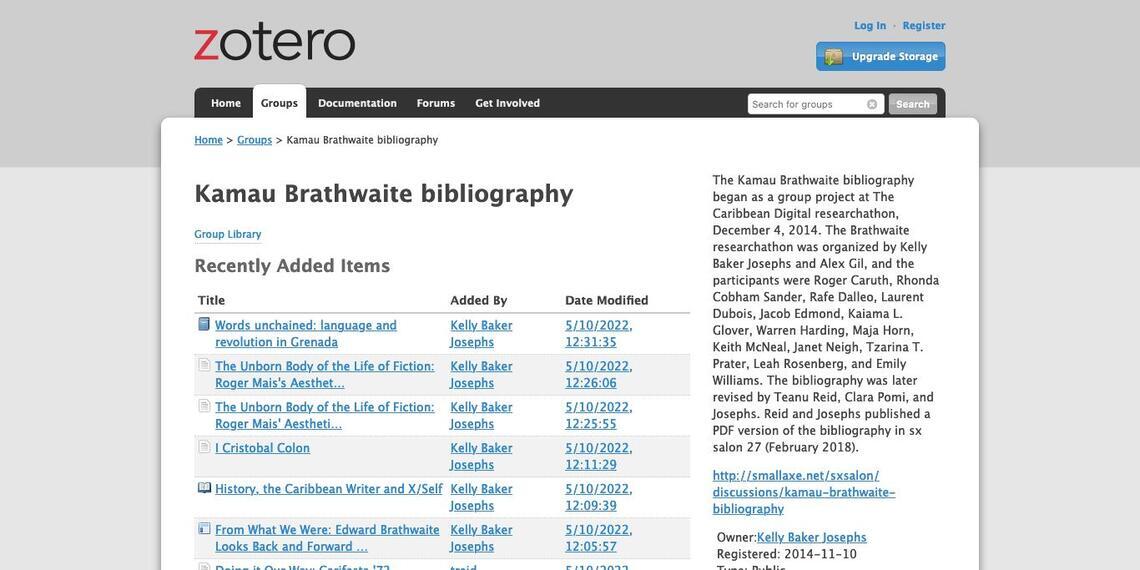 zotero
Log In · Register
Upgrade Storage
Home Groups Documentation Forums Get Involved
Search for groups Search
Home > Groups > Kamau Brathwaite bibliography
Kamau Brathwaite bibliography
Group Library
Recently Added Items
Title Added By Date Modified
Words unchained: language and Kelly Baker 5/10/2022,
revolution in Grenada Josephs 12:31:35
The Unborn Body of the Life of Fiction: Kelly Baker 5/10/2022,
Roger Mais's Aesthet... Josephs 12:26:06
The Unborn Body of the Life of Fiction: Kelly Baker 5/10/2022,
Roger Mais' Aestheti... Josephs 12:25:55
I Cristobal Colon Kelly Baker 5/10/2022,
Josephs 12:11:29
History, the Caribbean Writer and X/Self Kelly Baker 5/10/2022,
Josephs 12:09:39
From What We Were: Edward Brathwaite Kelly Baker 5/10/2022,
Looks Back and Forward ... Josephs 12:05:57
The Kamau Brathwaite bibliography
began as a group project at The
Caribbean Digital researchathon,
December 4, 2014. The Brathwaite
researchathon was organized by Kelly
Baker Josephs and Alex Gil, and the
participants were Roger Caruth, Rhonda
Cobham Sander, Rafe Dalleo, Laurent
Dubois, Jacob Edmond, Kaiama L.
Glover, Warren Harding, Maja Horn,
Keith McNeal, Janet Neigh, Tzarina T.
Prater, Leah Rosenberg, and Emily
Williams. The bibliography was later
revised by Teanu Reid, Clara Pomi, and
Josephs. Reid and Josephs published a
PDF version of the bibliography in sx
salon 27 (February 2018).
http://smallaxe.net/sxsalon/
discussions/kamau-brathwaite-
bibliography
Owner:Kelly Baker Josephs
Registered: 2014-11-10
Type: Public